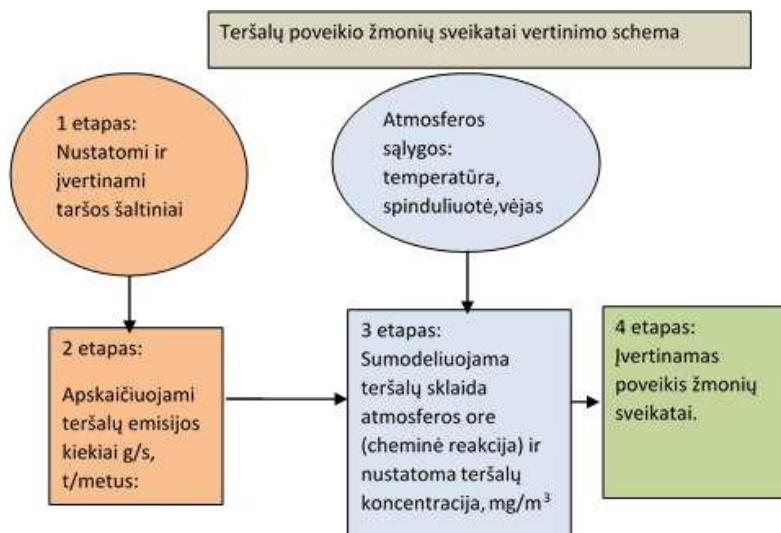 Teršalų poveikio žmonių sveikatai vertinimo schema
1 etapas:
Nustatomi ir
įvertinami
taršos šaltiniai
Atmosferos
sąlygos:
temperatūra,
spinduliuotė,vėjas
2 etapas:
Apskaičiuojami
teršalų emisijos
kiekiai g/s,
t/metus:
3 etapas:
Sumodeliuojama
teršalų sklaida
atmosferos ore
(cheminė reakcija) ir
nustatoma teršalų
koncentracija, mg/m³
4 etapas:
Įvertinamas
poveikis žmonių
sveikatai.